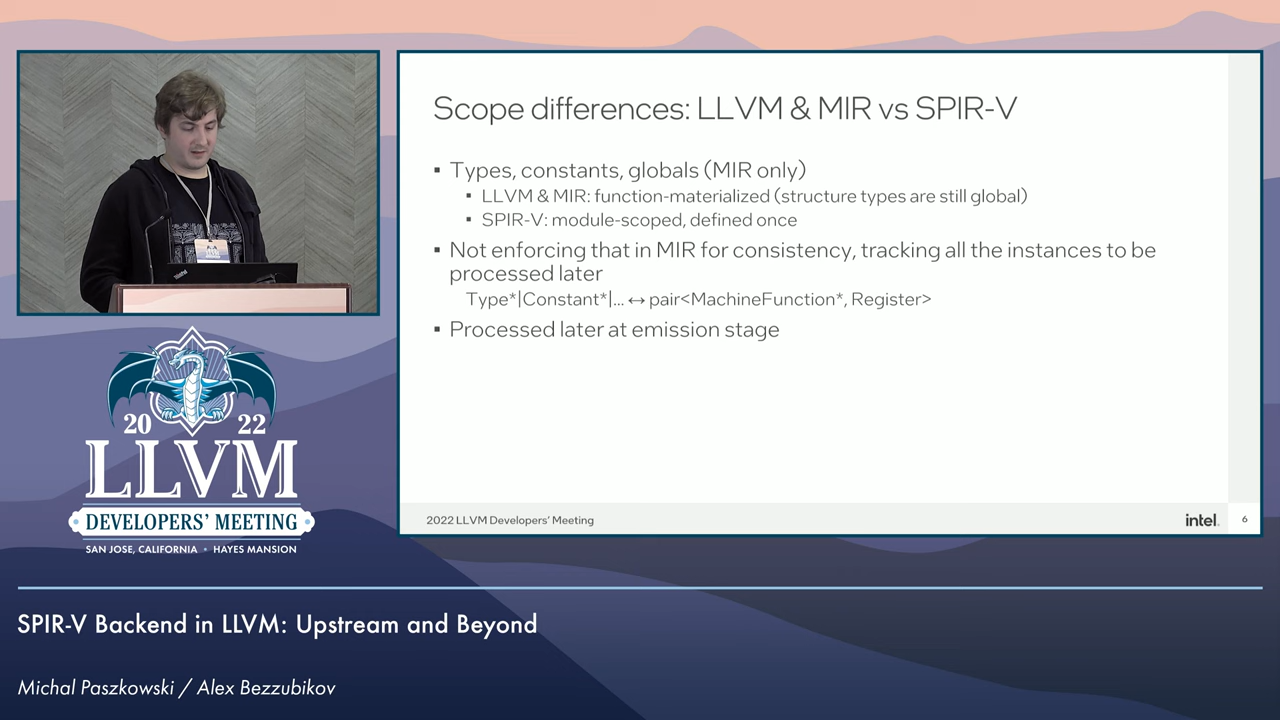 Scope differences: LLVM & MIR vs SPIR-V
▪ Types, constants, globals (MIR only)
▪ LLVM & MIR: function-materialized (structure types are still global)
▪ SPIR-V: module-scoped, defined once
▪ Not enforcing that in MIR for consistency, tracking all the instances to be
processed later
Type*|Constant*|... ↔ pair<MachineFunction*, Register>
▪ Processed later at emission stage
2022 LLVM Developers' Meeting
intel.
6
20 22
LLVM
DEVELOPERS' MEETING
SAN JOSE, CALIFORNIA • HAYES MANSION
SPIR-V Backend in LLVM: Upstream and Beyond
Michal Paszkowski / Alex Bezzubikov